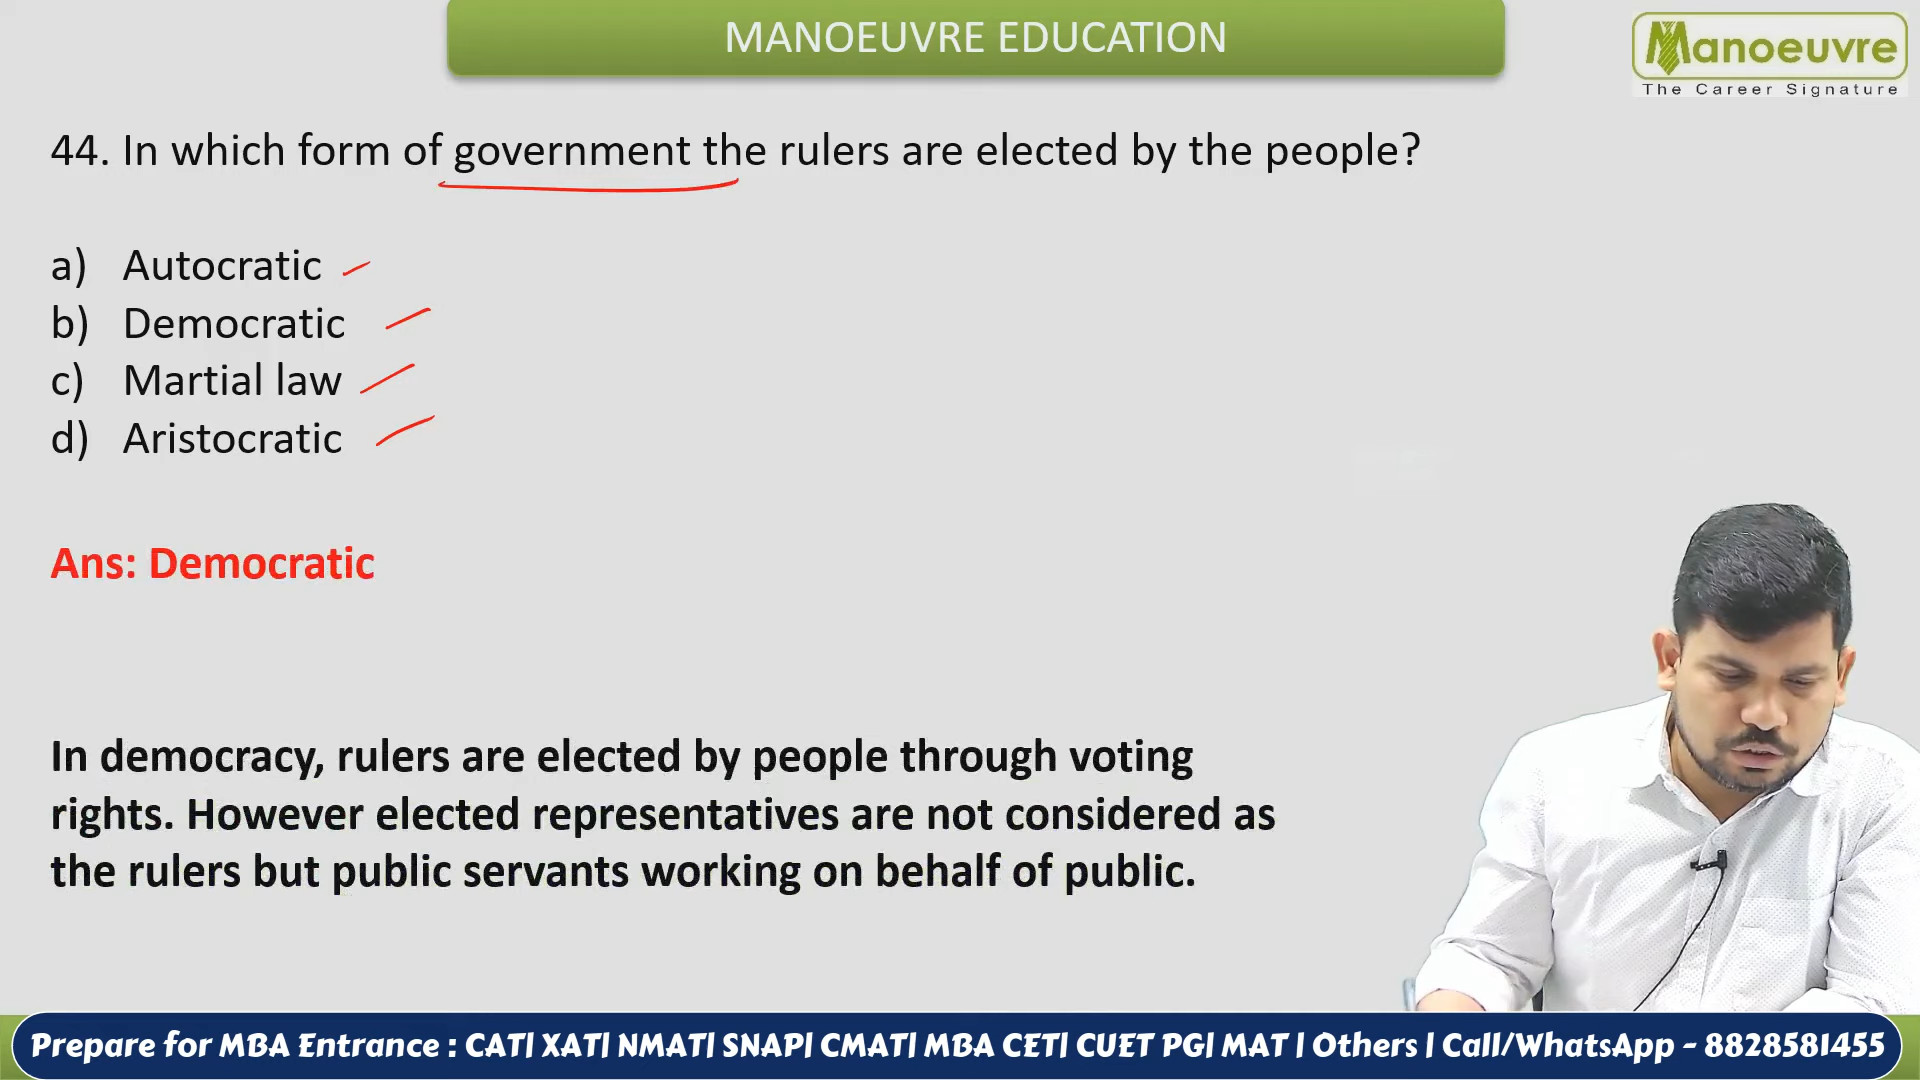 MANOEUVRE EDUCATION
Manoeuvre
The Career Signature
44. In which form of government the rulers are elected by the people?
a) Autocratic
b) Democratic
c) Martial law
d) Aristocratic
Ans: Democratic
In democracy, rulers are elected by people through voting
rights. However elected representatives are not considered as
the rulers but public servants working on behalf of public.
Prepare for MBA Entrance : CAT| XAT| NMAT| SNAP| CMAT| MBA CET| CUET PG| MAT | Others | Call/WhatsApp - 8828581455